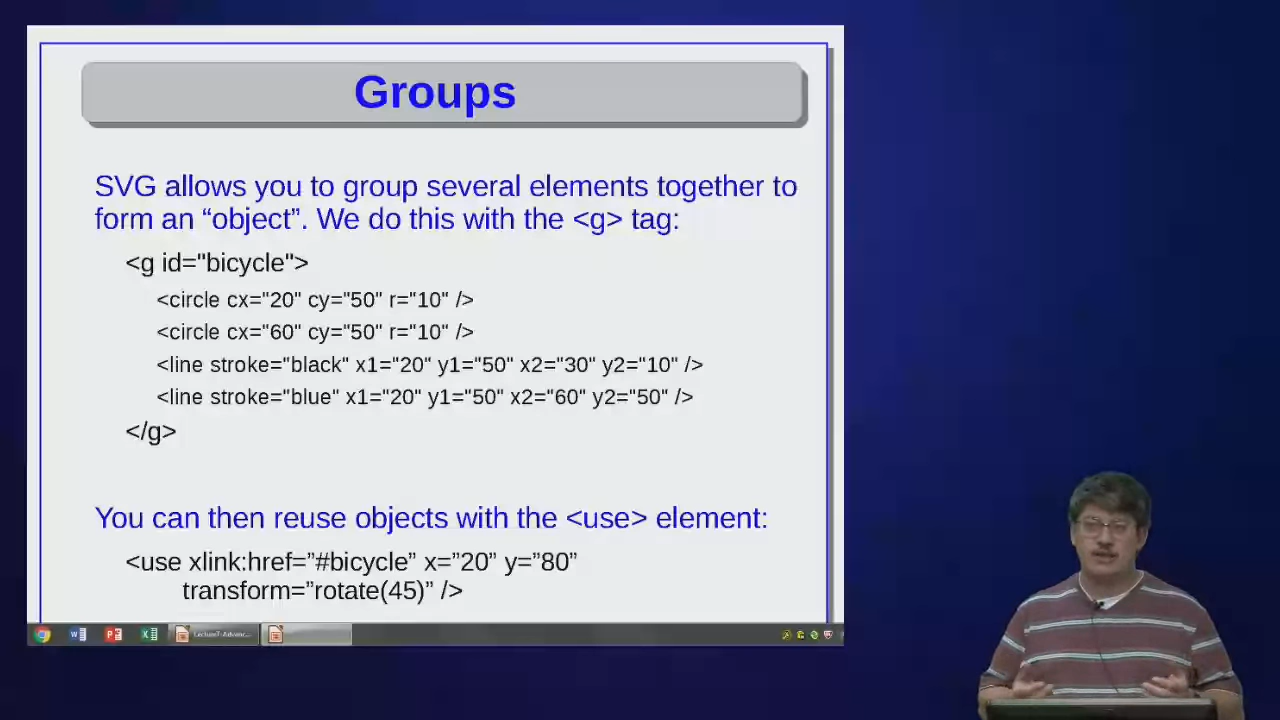 Groups
SVG allows you to group several elements together to
form an “object”. We do this with the <g> tag:
<g id="bicycle">
<circle cx="20" cy="50" r="10" />
<circle cx="60" cy="50" r="10" />
<line stroke="black" x1="20" y1="50" x2="30" y2="10" />
<line stroke="blue" x1="20" y1="50" x2="60" y2="50" />
</g>
You can then reuse objects with the <use> element:
<use xlink:href=”#bicycle” x=”20” y=”80”
transform=”rotate(45)” />
Lecture7-Advanc...